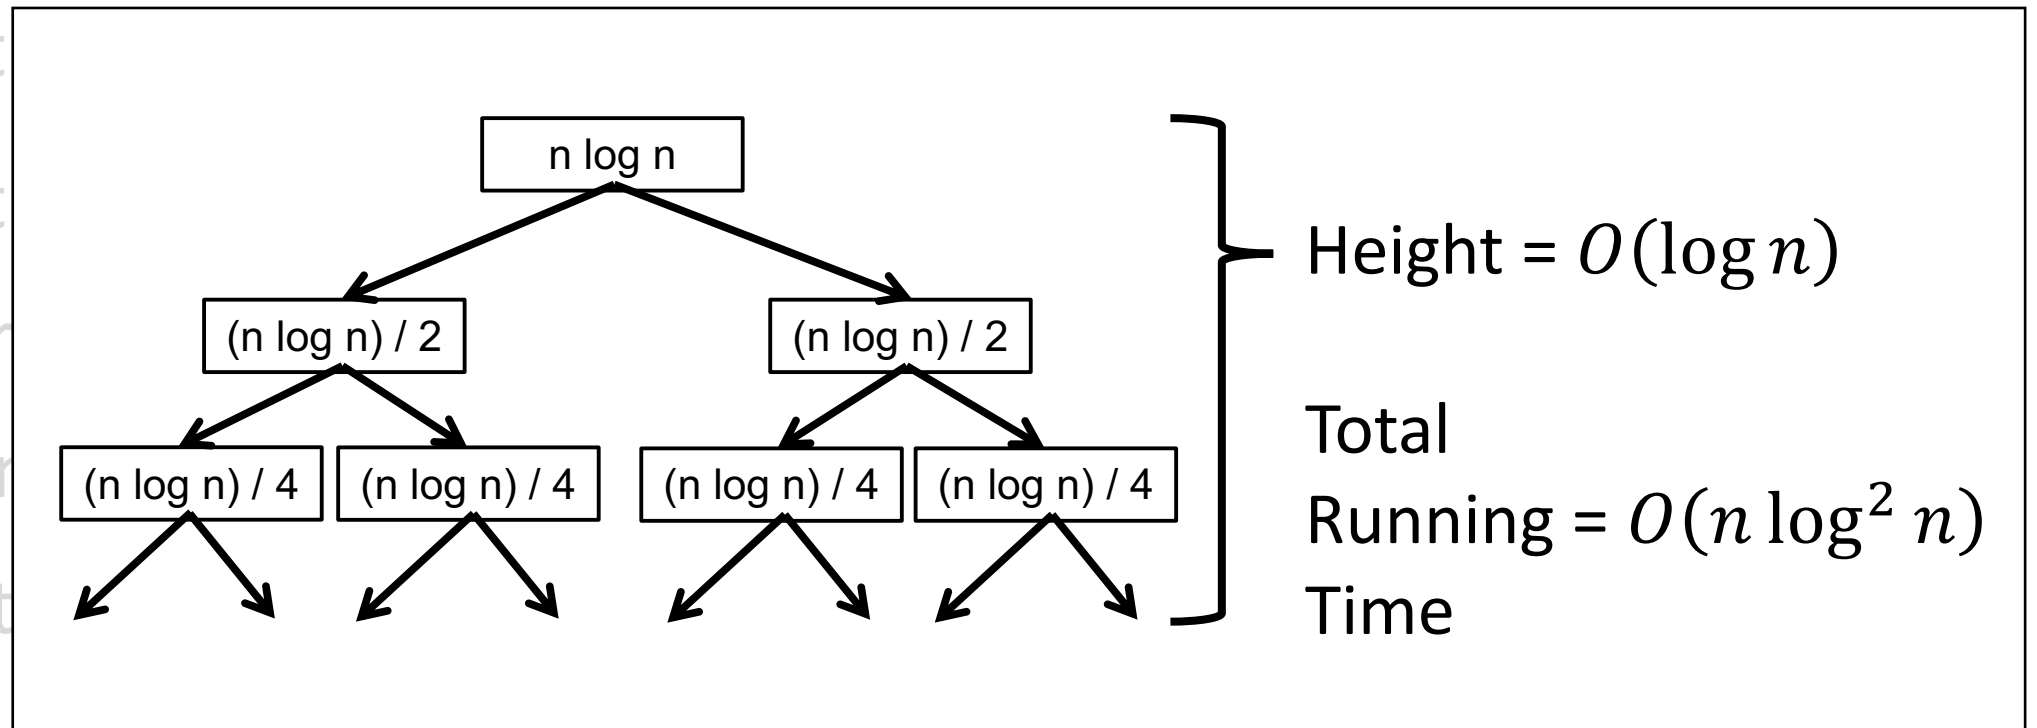 n log n
(n log n) / 2
(n log n) / 2
(n log n) / 4
(n log n) / 4
(n log n) / 4
(n log n) / 4
Height = O(log n)
Total
Running = O(n log² n)
Time